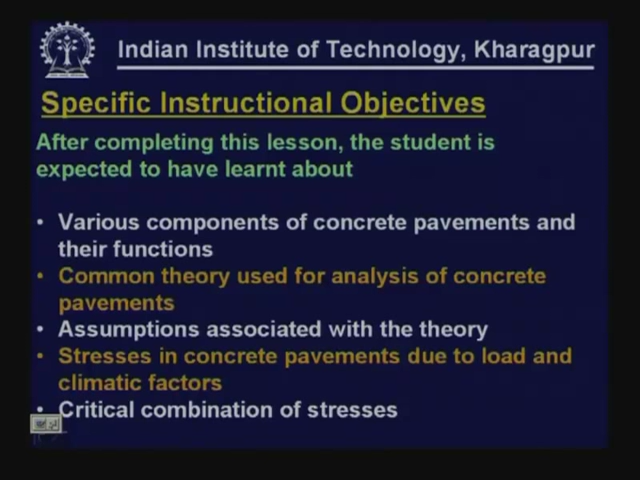 Indian Institute of Technology, Kharagpur
Specific Instructional Objectives
After completing this lesson, the student is
expected to have learnt about
• Various components of concrete pavements and
their functions
• Common theory used for analysis of concrete
pavements
• Assumptions associated with the theory
• Stresses in concrete pavements due to load and
climatic factors
• Critical combination of stresses